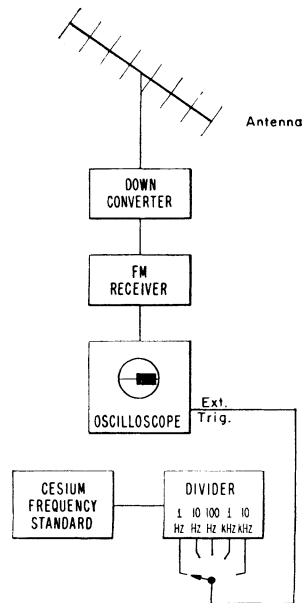 Antenna
DOWN
CONVERTER
FM
RECEIVER
OSCILLOSCOPE
Ext.
Trig.
CESIUM
FREQUENCY
STANDARD
DIVIDER
1 10 100 1 10
Hz Hz Hz KHz KHz